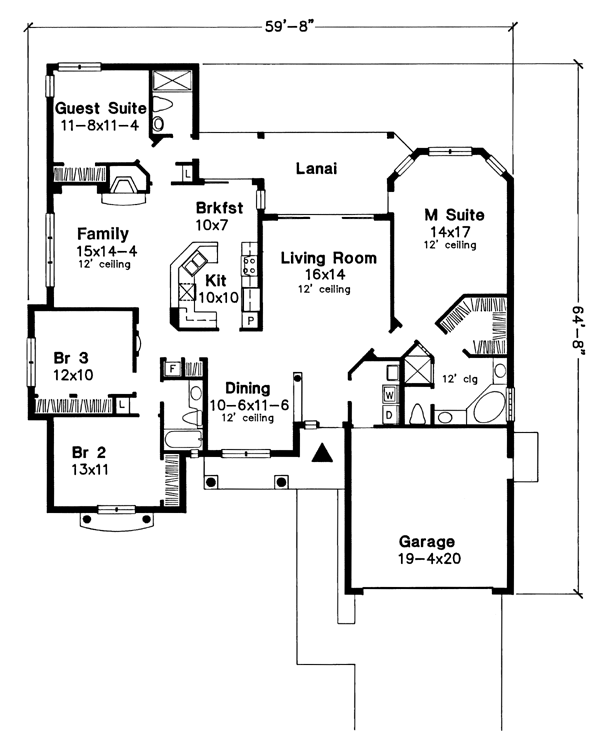 59'-8"
Guest Suite
11-8x11-4
L
Lanai
Brkfst
10x7
M Suite
14x17
12' ceiling
Family
15x14-4
12' ceiling
Living Room
16x14
12' ceiling
Kit
10x10
P
64'-8"
Br 3
12x10
F
L
12' clg
Dining
10-6x11-6
12' ceiling
W
D
Br 2
13x11
Garage
19-4x20